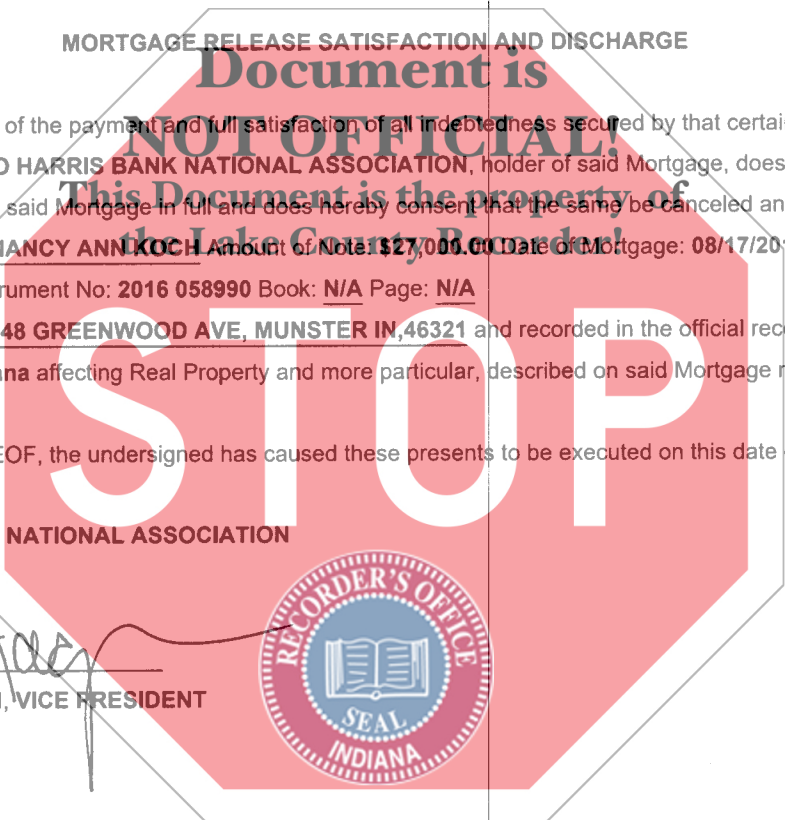 MORTGAGE RELEASE SATISFACTION AND DISCHARGE
Document is
of the payment and full satisfaction of all indebtedness secured by that certai
NOT OFFICIAL!
O HARRIS BANK NATIONAL ASSOCIATION, holder of said Mortgage, does
This Document is the property of
said Mortgage in full and does hereby consent that the same be canceled an
the Lake County Recorder!
NANCY ANN KOCH Amount of Note: $27,000.00 Date of Mortgage: 08/17/201
rument No: 2016 058990 Book: N/A Page: N/A
48 GREENWOOD AVE, MUNSTER IN,46321 and recorded in the official reco
na affecting Real Property and more particular, described on said Mortgage r
EOF, the undersigned has caused these presents to be executed on this date
STOP
NATIONAL ASSOCIATION
RECORDER'S OFFICE
SEAL
INDIANA
, VICE PRESIDENT